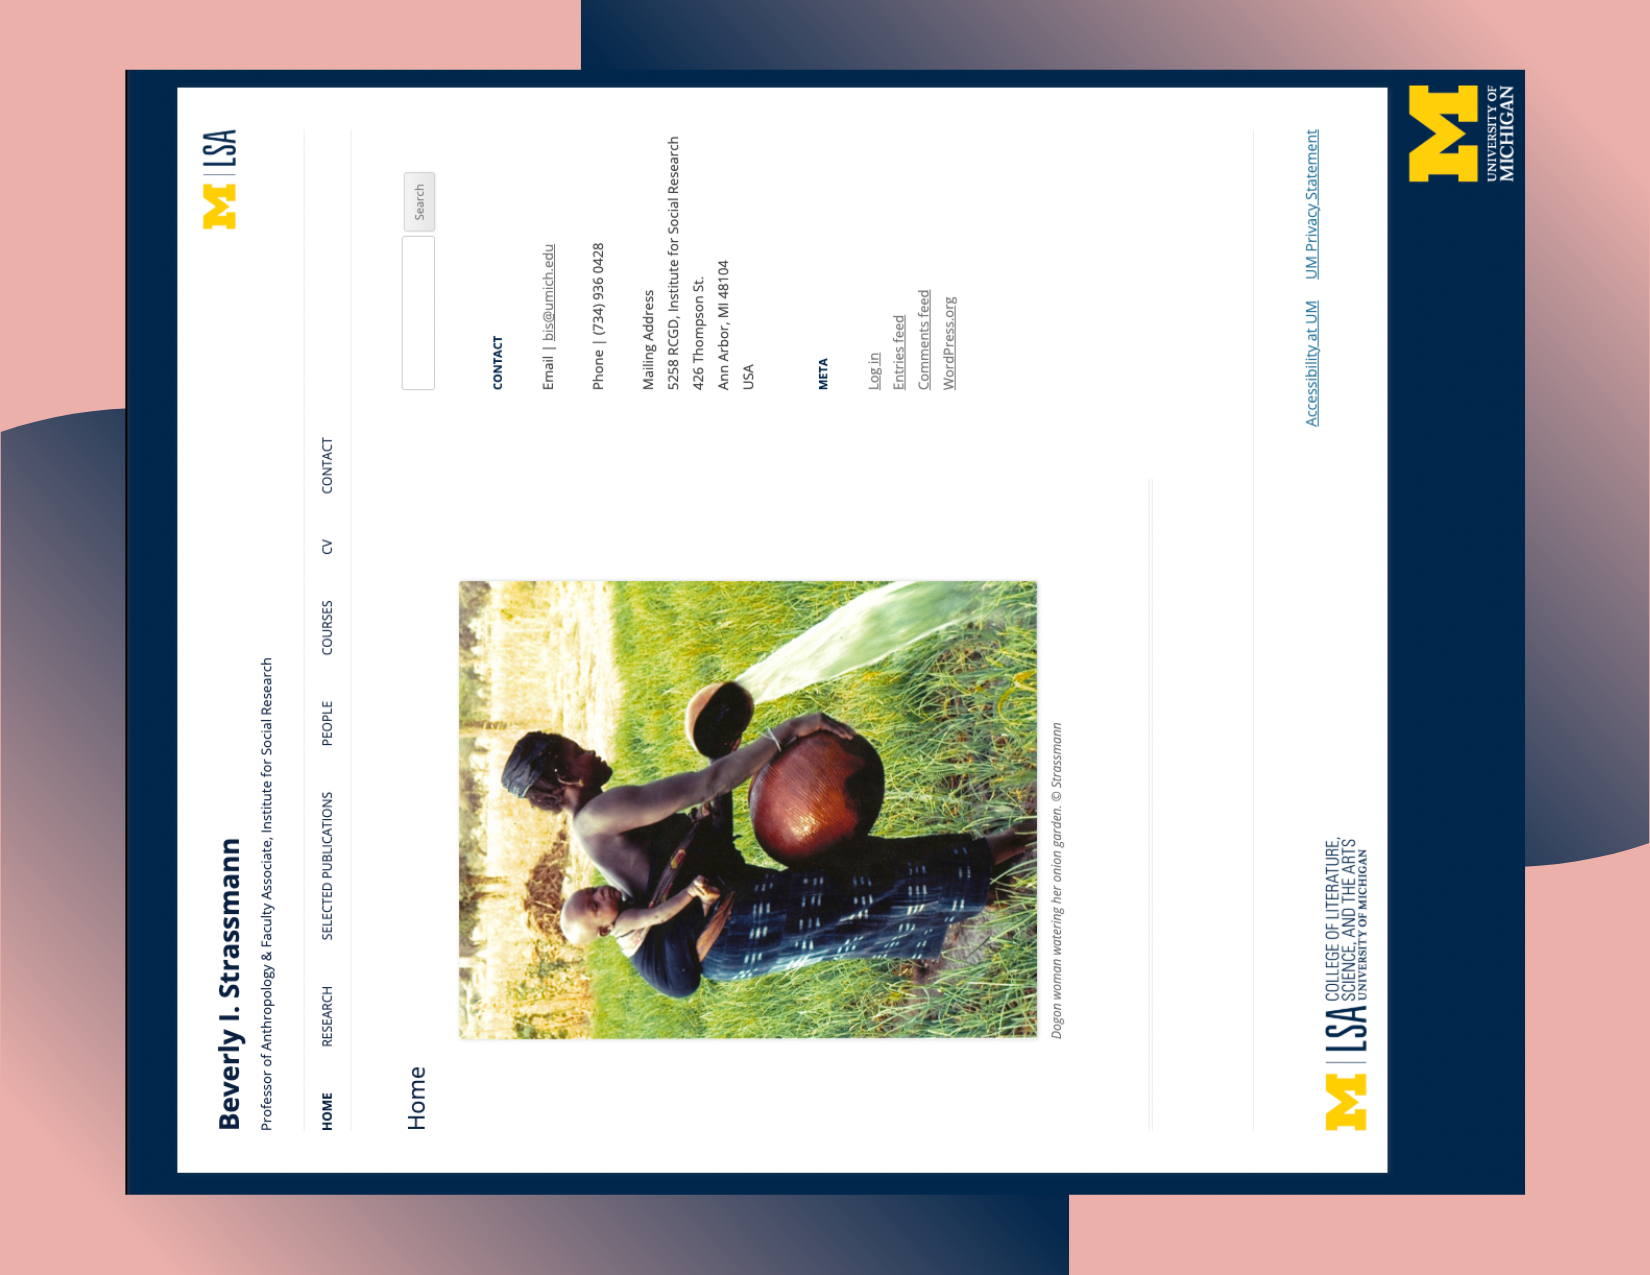 Beverly I. Strassmann
Professor of Anthropology & Faculty Associate, Institute for Social Research
M | LSA
HOME RESEARCH SELECTED PUBLICATIONS PEOPLE COURSES CV CONTACT
Home
Dogon woman watering her onion garden. © Strassmann
Search
CONTACT
Email | bis@umich.edu
Phone | (734) 936 0428
Mailing Address
5258 RCGD, Institute for Social Research
426 Thompson St.
Ann Arbor, MI 48104
USA
META
Log in
Entries feed
Comments feed
WordPress.org
M | LSA COLLEGE OF LITERATURE,
SCIENCE, AND THE ARTS
UNIVERSITY OF MICHIGAN
Accessibility at UM UM Privacy Statement
M
UNIVERSITY OF
MICHIGAN